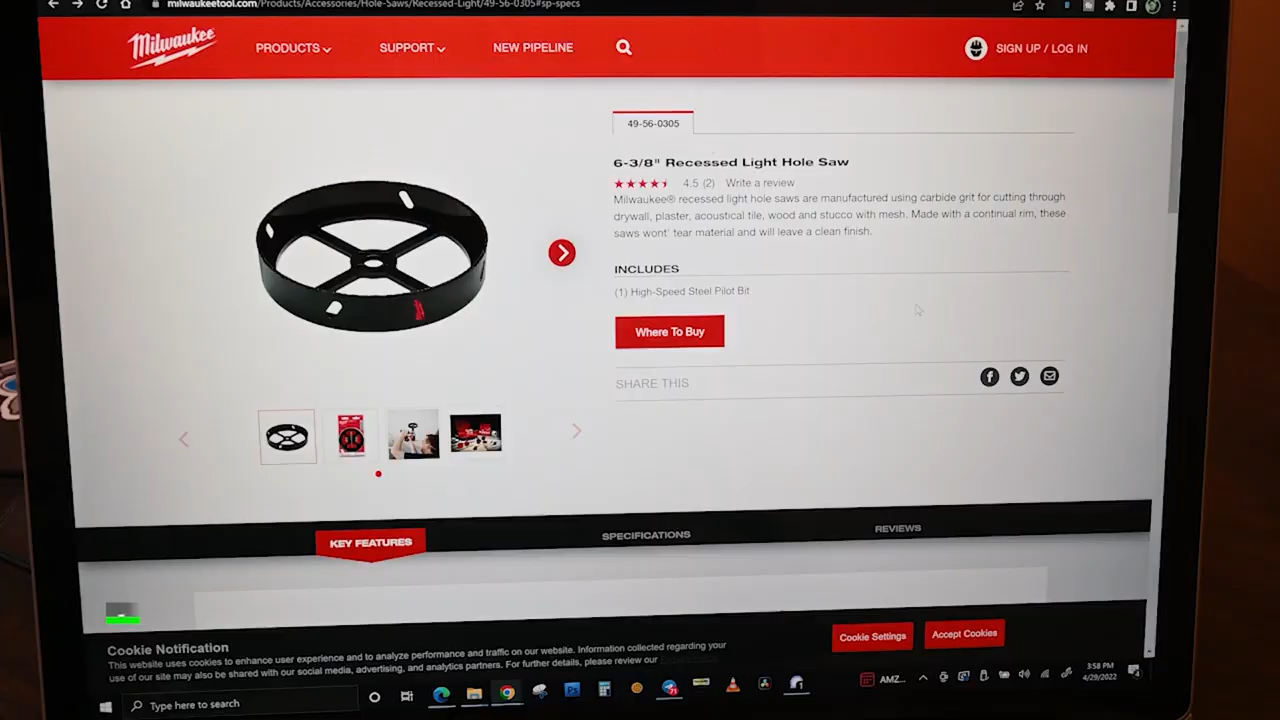 milwaukeetool.com/Products/Accessories/Hole-Saws/Recessed-Light/49-56-0305#sp-specs
Milwaukee
PRODUCTS
SUPPORT
NEW PIPELINE
SIGN UP / LOG IN
49-56-0305
6-3/8" Recessed Light Hole Saw
4.5 (2) Write a review
Milwaukee® recessed light hole saws are manufactured using carbide grit for cutting through
drywall, plaster, acoustical tile, wood and stucco with mesh. Made with a continual rim, these
saws wont' tear material and will leave a clean finish.
INCLUDES
(1) High-Speed Steel Pilot Bit
Where To Buy
SHARE THIS
KEY FEATURES
SPECIFICATIONS
REVIEWS
Cookie Notification
This website uses cookies to enhance user experience and to analyze performance and traffic on our website. Information collected regarding your
use of our site may also be shared with our social media, advertising, and analytics partners. For further details, please review our
Cookie Settings
Accept Cookies
Type here to search
AMZ...
3:58 PM
4/29/2022